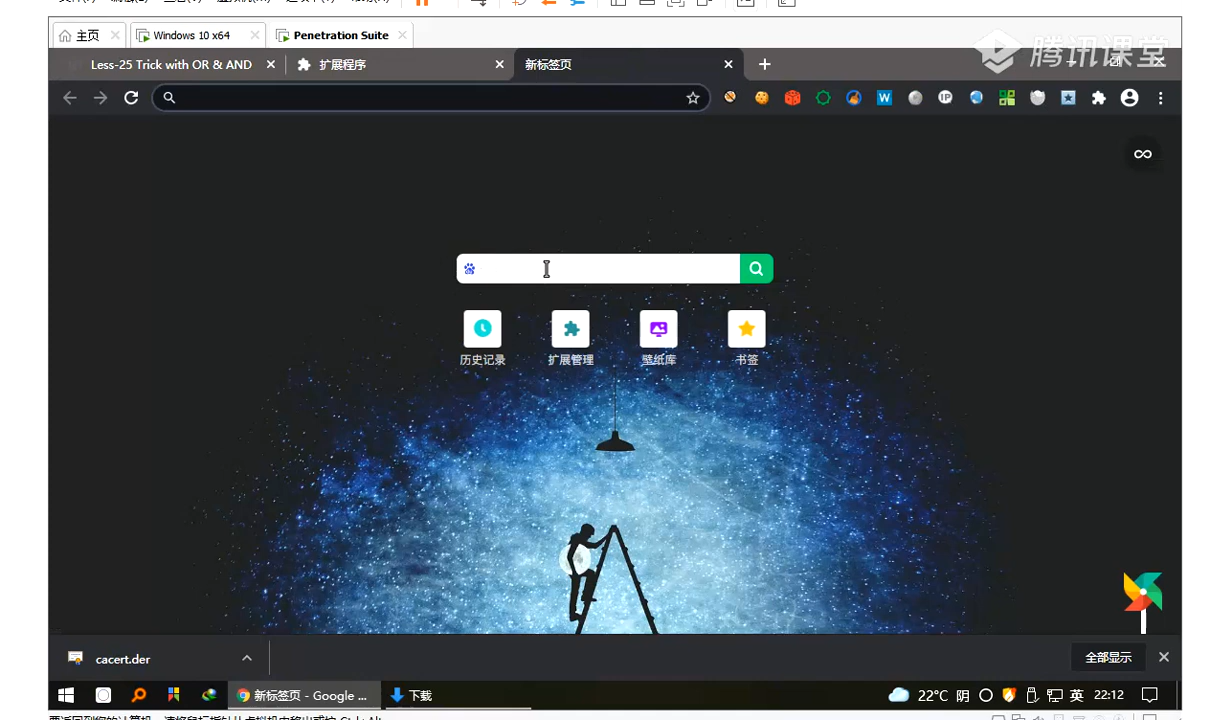 主页
Windows 10 x64
Penetration Suite
腾讯课堂
Less-25 Trick with OR & AND
扩展程序
新标签页
W
IP
历史记录
扩展管理
壁纸库
书签
cacert.der
全部显示
新标签页 - Google ...
下载
22°C 阴
英
22:12